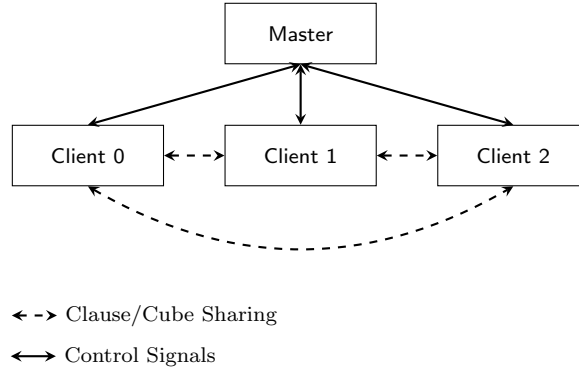 Master
Client 0
Client 1
Client 2
Clause/Cube Sharing
Control Signals